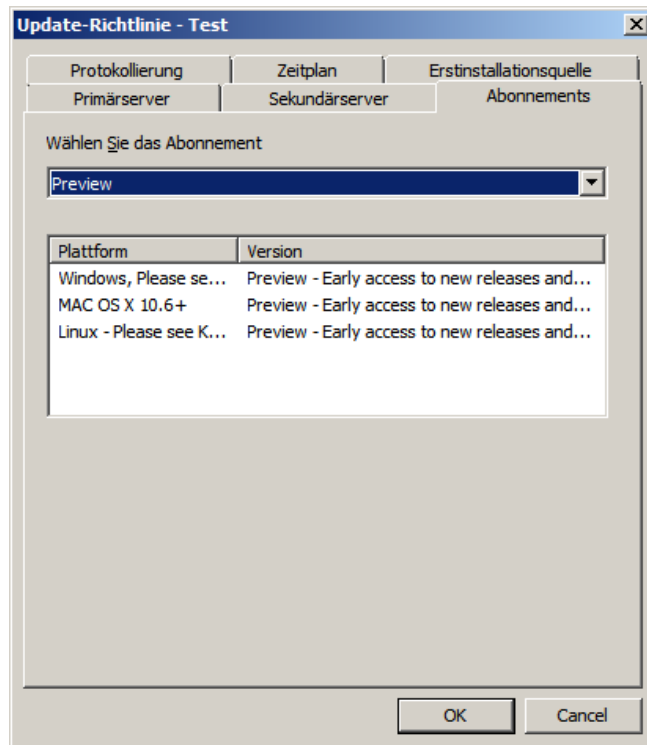 Update-Richtlinie - Test
Protokollierung Zeitplan Erstinstallationsquelle
Primärserver Sekundärserver Abonnements
Wählen Sie das Abonnement
Preview
Plattform Version
Windows, Please se... Preview - Early access to new releases and...
MAC OS X 10.6+ Preview - Early access to new releases and...
Linux - Please see K... Preview - Early access to new releases and...
OK Cancel